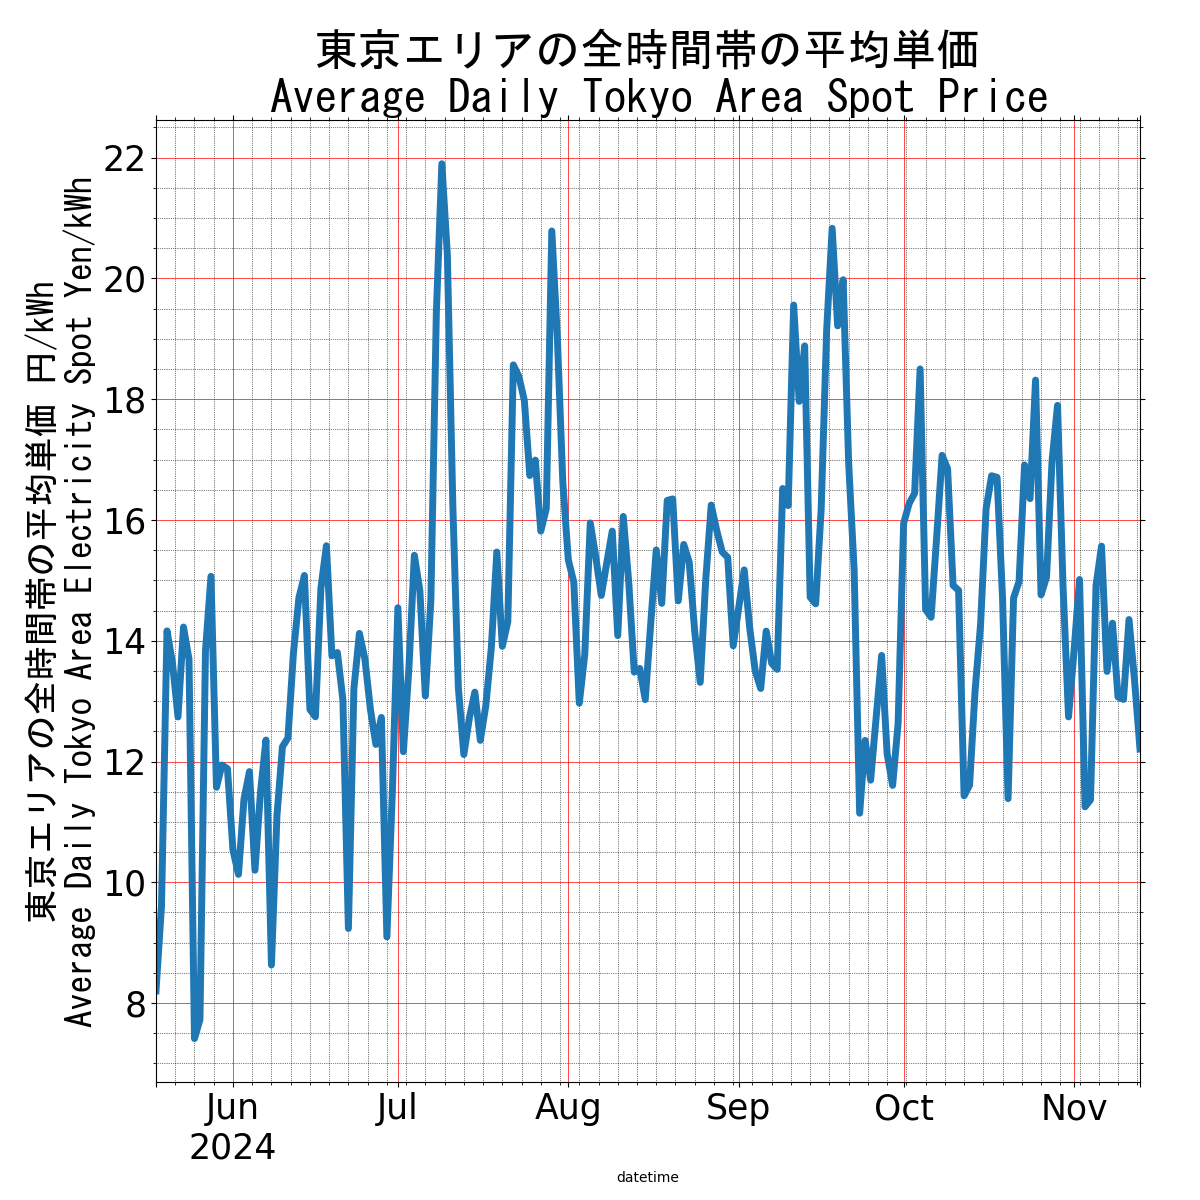 東京エリアの全時間帯の平均単価
Average Daily Tokyo Area Spot Price
東京エリアの全時間帯の平均単価 円/kWh
Average Daily Tokyo Area Electricity Spot Yen/kWh
22
20
18
16
14
12
10
8
Jun
2024
Jul
Aug
Sep
Oct
Nov
datetime